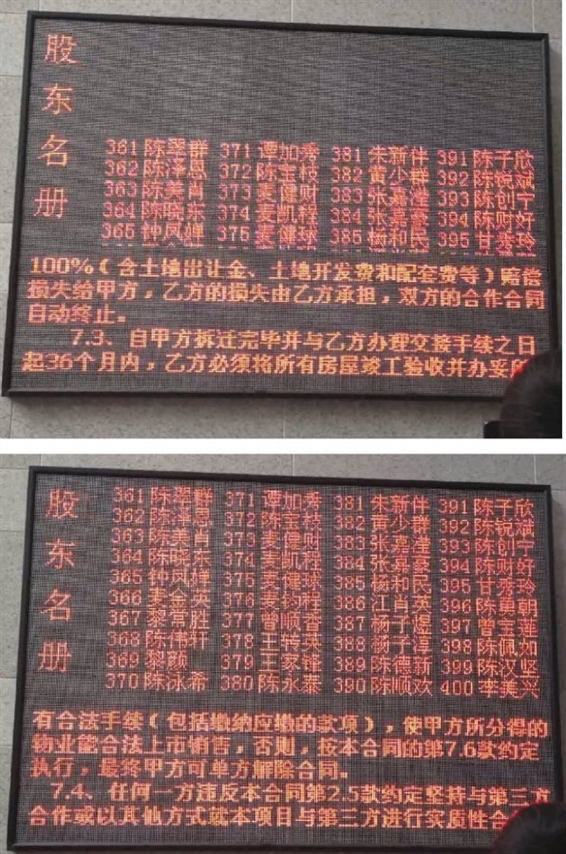 股东名册
361 陈翠群 371 谭加秀 381 朱新仵 391 陈子欣
362 陈泽恩 372 陈宝枝 382 黄少群 392 陈锐斌
363 陈美肖 373 麦健财 383 张嘉滢 393 陈创宁
364 陈晓东 374 麦凯程 384 张嘉豪 394 陈财好
365 钟凤婵 375 麦健球 385 杨和民 395 甘秀玲
100%（含土地出让金、土地开发费和配套费等）赔偿
损失给甲方，乙方的损失由乙方承担，双方的合作合同
自动终止。
7.3、自甲方拆迁完毕并与乙方办理交接手续之日
起36个月内，乙方必须将所有房屋竣工验收并办妥所
股东名册
361 陈翠群 371 谭加秀 381 朱新仵 391 陈子欣
362 陈泽恩 372 陈宝枝 382 黄少群 392 陈锐斌
363 陈美肖 373 麦健财 383 张嘉滢 393 陈创宁
364 陈晓东 374 麦凯程 384 张嘉豪 394 陈财好
365 钟凤婵 375 麦健球 385 杨和民 395 甘秀玲
366 麦金英 376 麦钧程 386 江肖英 396 陈勇朝
367 黎常胜 377 曾顺香 387 杨子煜 397 曾宝莲
368 陈伟轩 378 王转英 388 杨子淳 398 陈佩如
369 黎颜 379 王家锋 389 陈德新 399 陈汉坚
370 陈泳希 380 陈永泰 390 陈顺欢 400 李美兴
有合法手续（包括缴纳应缴的款项），使甲方所分得的
物业能合法上市销售，否则，按本合同的第7.6款约定
执行，最终甲方可单方解除合同。
7.4、任何一方违反本合同第2.5款约定坚持与第三方
合作或以其他方式就本项目与第三方进行实质性合